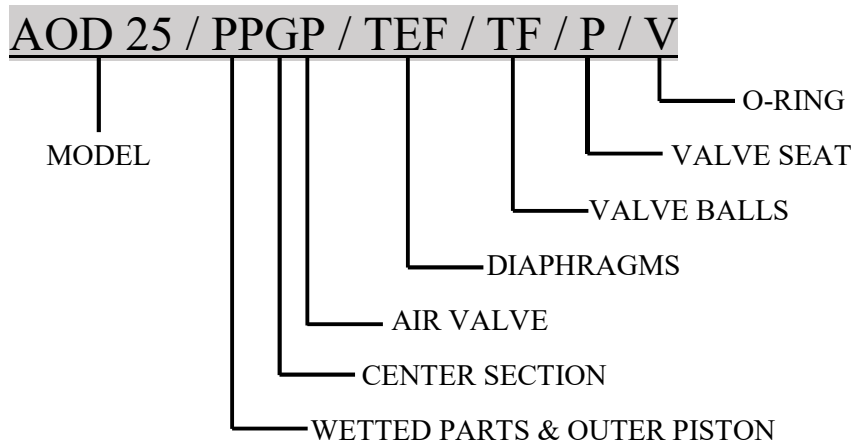 AOD 25 / PPGP / TEF / TF / P / V
O-RING
MODEL
VALVE SEAT
VALVE BALLS
DIAPHRAGMS
AIR VALVE
CENTER SECTION
WETTED PARTS & OUTER PISTON